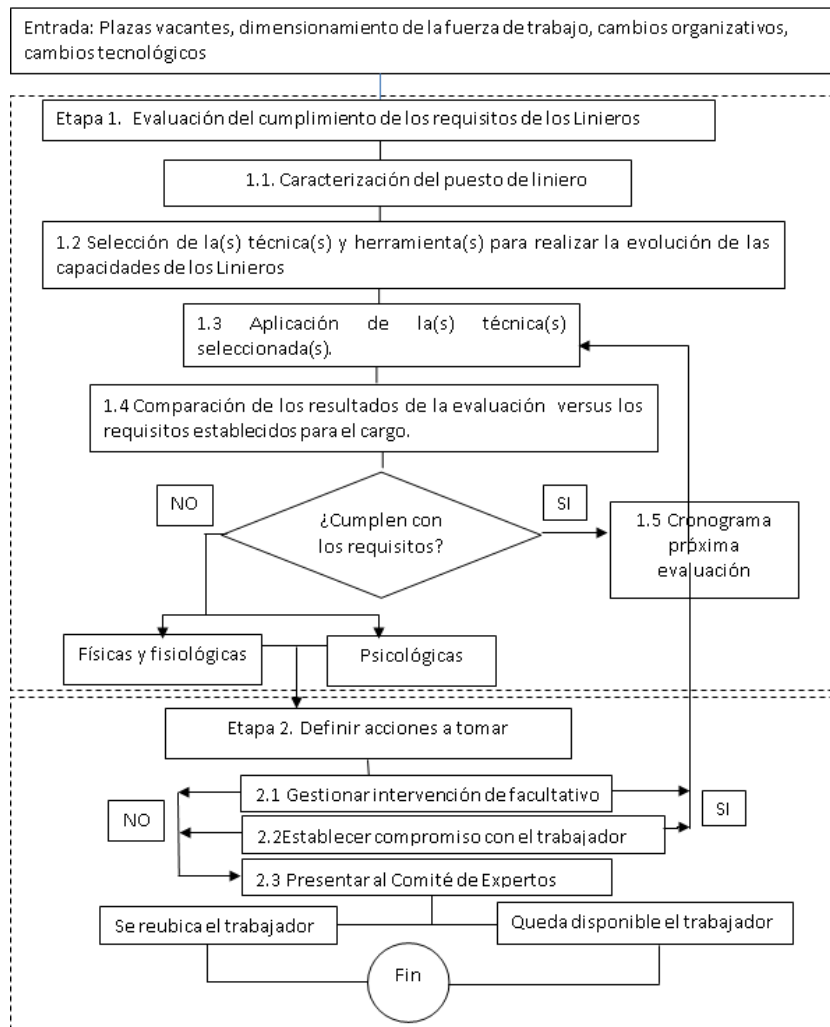 Entrada: Plazas vacantes, dimensionamiento de la fuerza de trabajo, cambios organizativos,
cambios tecnológicos
Etapa 1. Evaluación del cumplimiento de los requisitos de los Linieros
1.1. Caracterización del puesto de liniero
1.2 Selección de la(s) técnica(s) y herramienta(s) para realizar la evolución de las
capacidades de los Linieros
1.3 Aplicación de la(s) técnica(s)
seleccionada(s).
1.4 Comparación de los resultados de la evaluación versus los
requisitos establecidos para el cargo.
NO
¿Cumplen con
los requisitos?
SI
1.5 Cronograma
próxima
evaluación
Físicas y fisiológicas
Psicológicas
Etapa 2. Definir acciones a tomar
2.1 Gestionar intervención de facultativo
NO
SI
2.2Establecer compromiso con el trabajador
2.3 Presentar al Comité de Expertos
Se reubica el trabajador
Queda disponible el trabajador
Fin